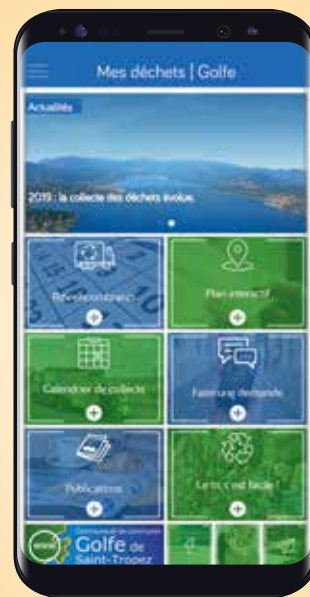 Mes déchets | Golfe
Actualités
2019 : la collecte des déchets évolue.
Plan interactif
Calendrier de collecte
Faire une demande
Publications
Le tri, c'est facile !
www
Golfe de
Saint-Tropez